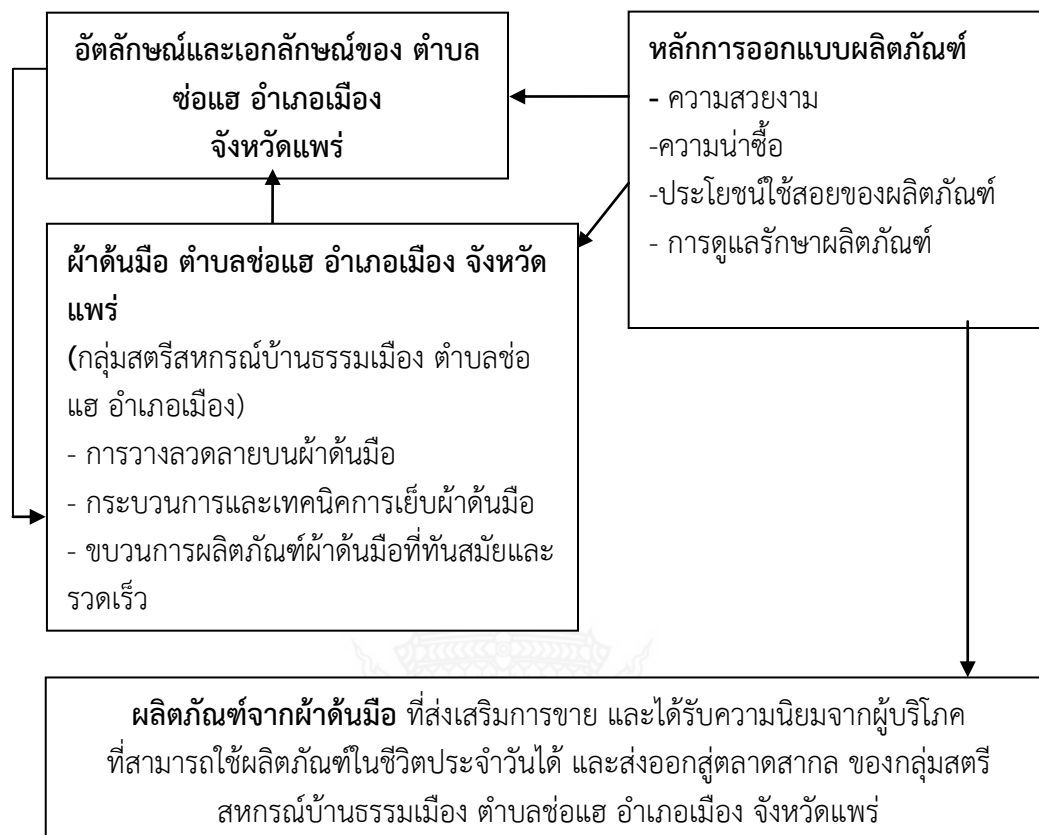 อัตลักษณ์และเอกลักษณ์ของ ตำบล
ช่อแฮ อำเภอเมือง
จังหวัดแพร่
หลักการออกแบบผลิตภัณฑ์
- ความสวยงาม
-ความน่าซื้อ
-ประโยชน์ใช้สอยของผลิตภัณฑ์
- การดูแลรักษาผลิตภัณฑ์
ผ้าด้นมือ ตำบลช่อแฮ อำเภอเมือง จังหวัด
แพร่
(กลุ่มสตรีสหกรณ์บ้านธรรมเมือง ตำบลช่อ
แฮ อำเภอเมือง)
- การวางลวดลายบนผ้าด้นมือ
- กระบวนการและเทคนิคการเย็บผ้าด้นมือ
- ขบวนการผลิตภัณฑ์ผ้าด้นมือที่ทันสมัยและ
รวดเร็ว
ผลิตภัณฑ์จากผ้าด้นมือ ที่ส่งเสริมการขาย และได้รับความนิยมจากผู้บริโภค
ที่สามารถใช้ผลิตภัณฑ์ในชีวิตประจำวันได้ และส่งออกสู่ตลาดสากล ของกลุ่มสตรี
สหกรณ์บ้านธรรมเมือง ตำบลช่อแฮ อำเภอเมือง จังหวัดแพร่